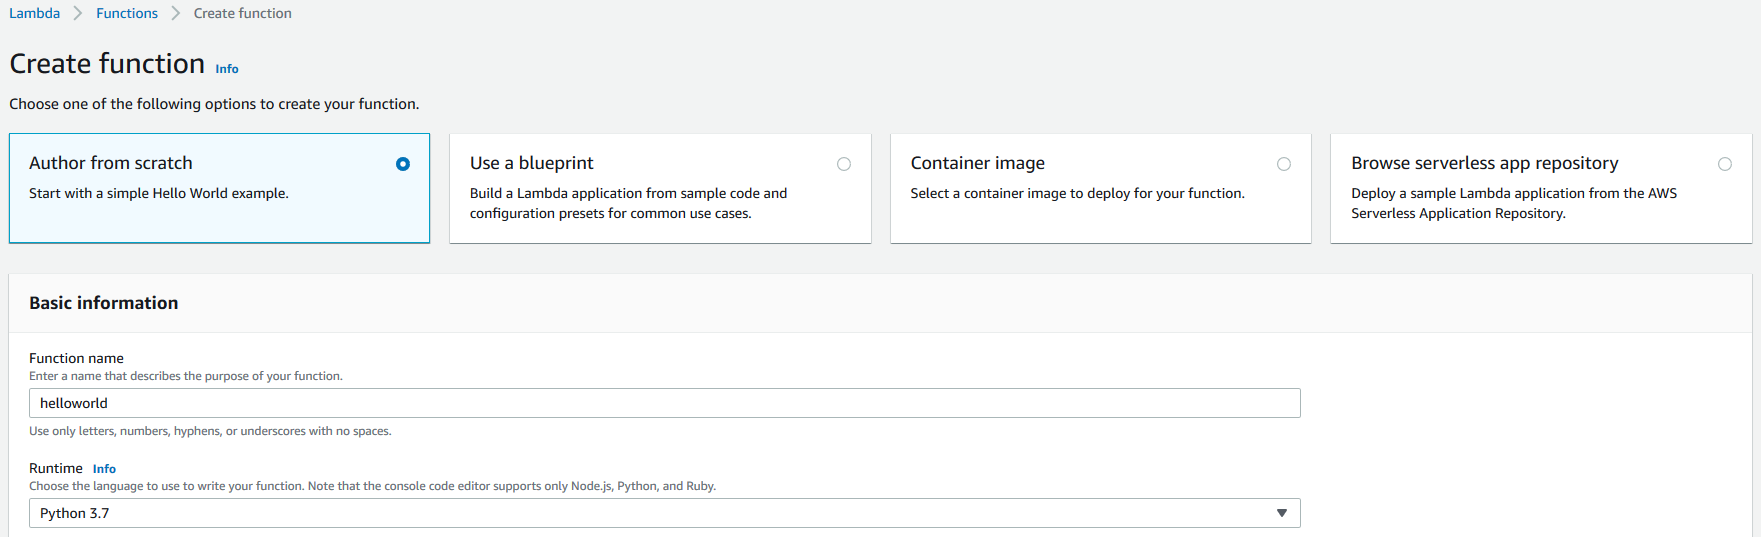 Lambda > Functions > Create function
Create function Info
Choose one of the following options to create your function.
Author from scratch
Start with a simple Hello World example.
Use a blueprint
Build a Lambda application from sample code and
configuration presets for common use cases.
Container image
Select a container image to deploy for your function.
Browse serverless app repository
Deploy a sample Lambda application from the AWS
Serverless Application Repository.
Basic information
Function name
Enter a name that describes the purpose of your function.
helloworld
Use only letters, numbers, hyphens, or underscores with no spaces.
Runtime Info
Choose the language to use to write your function. Note that the console code editor supports only Node.js, Python, and Ruby.
Python 3.7